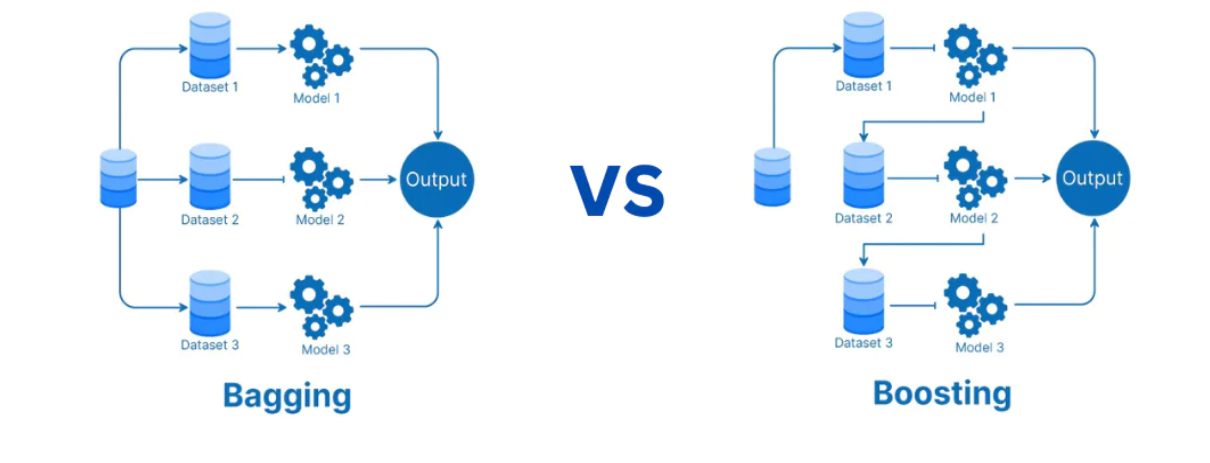 Dataset 1
Model 1
Dataset 2
Model 2
Output
Dataset 3
Model 3
Bagging
VS
Dataset 1
Model 1
Dataset 2
Model 2
Output
Dataset 3
Model 3
Boosting